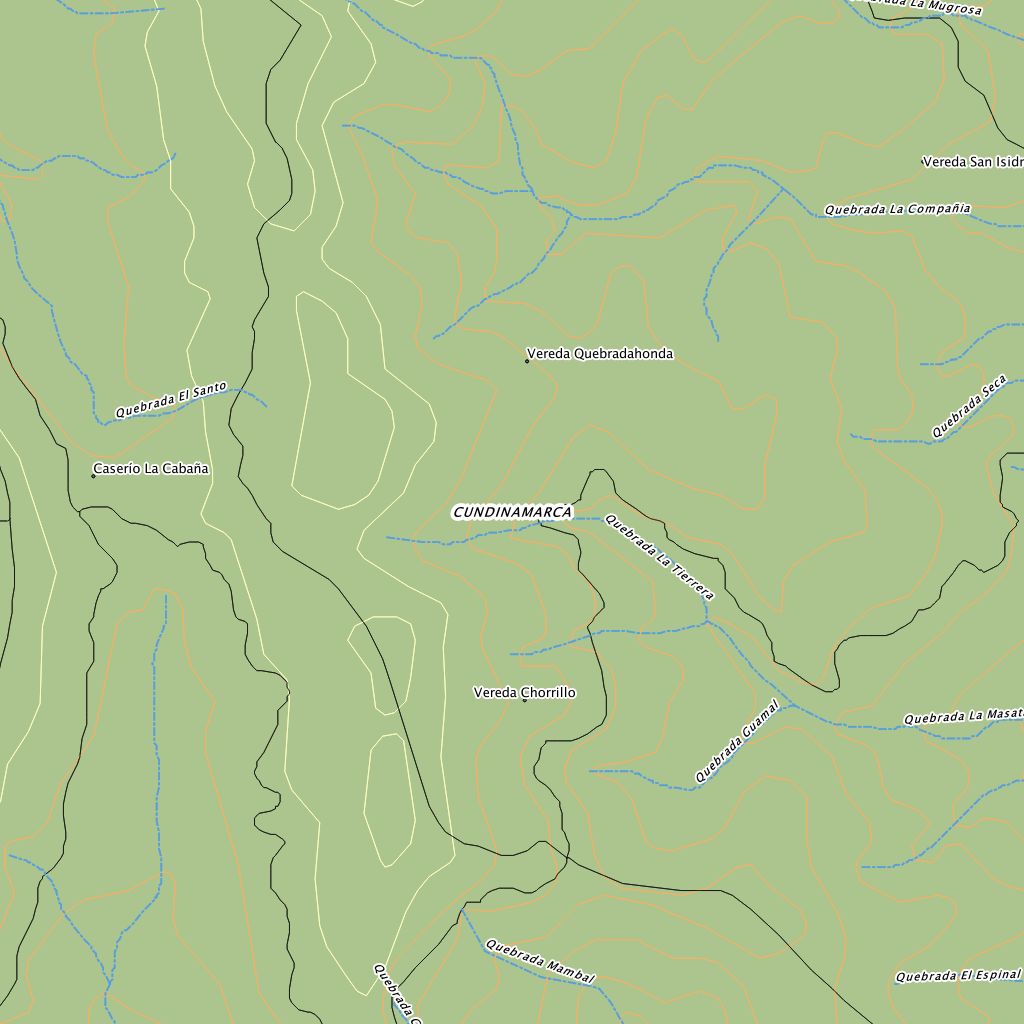 La Mugrosa
Vereda San Isidr
Quebrada La Compañia
Vereda Quebradahonda
Quebrada El Santo
Quebrada Seca
Caserío La Cabaña
CUNDINAMARCA
Quebrada La Tierrera
Vereda Chorrillo
Quebrada Guamal
Quebrada La Masat
Quebrada Mambal
Quebrada
Quebrada El Espinal